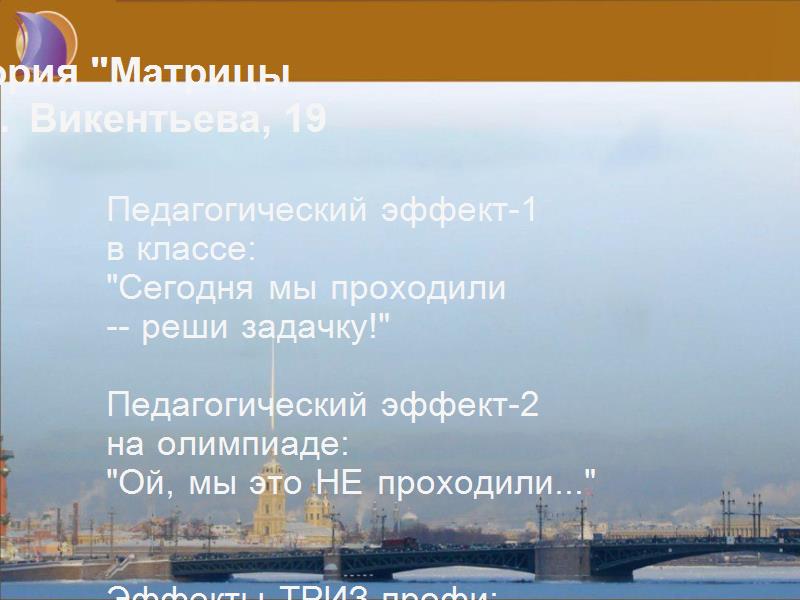 ория "Матрицы
. Викентьева, 19
Педагогический эффект-1
в классе:
"Сегодня мы проходили
-- реши задачку!"
Педагогический эффект-2
на олимпиаде:
"Ой, мы это НЕ проходили..."
.....
Эффекты ТРИЗ-профи: